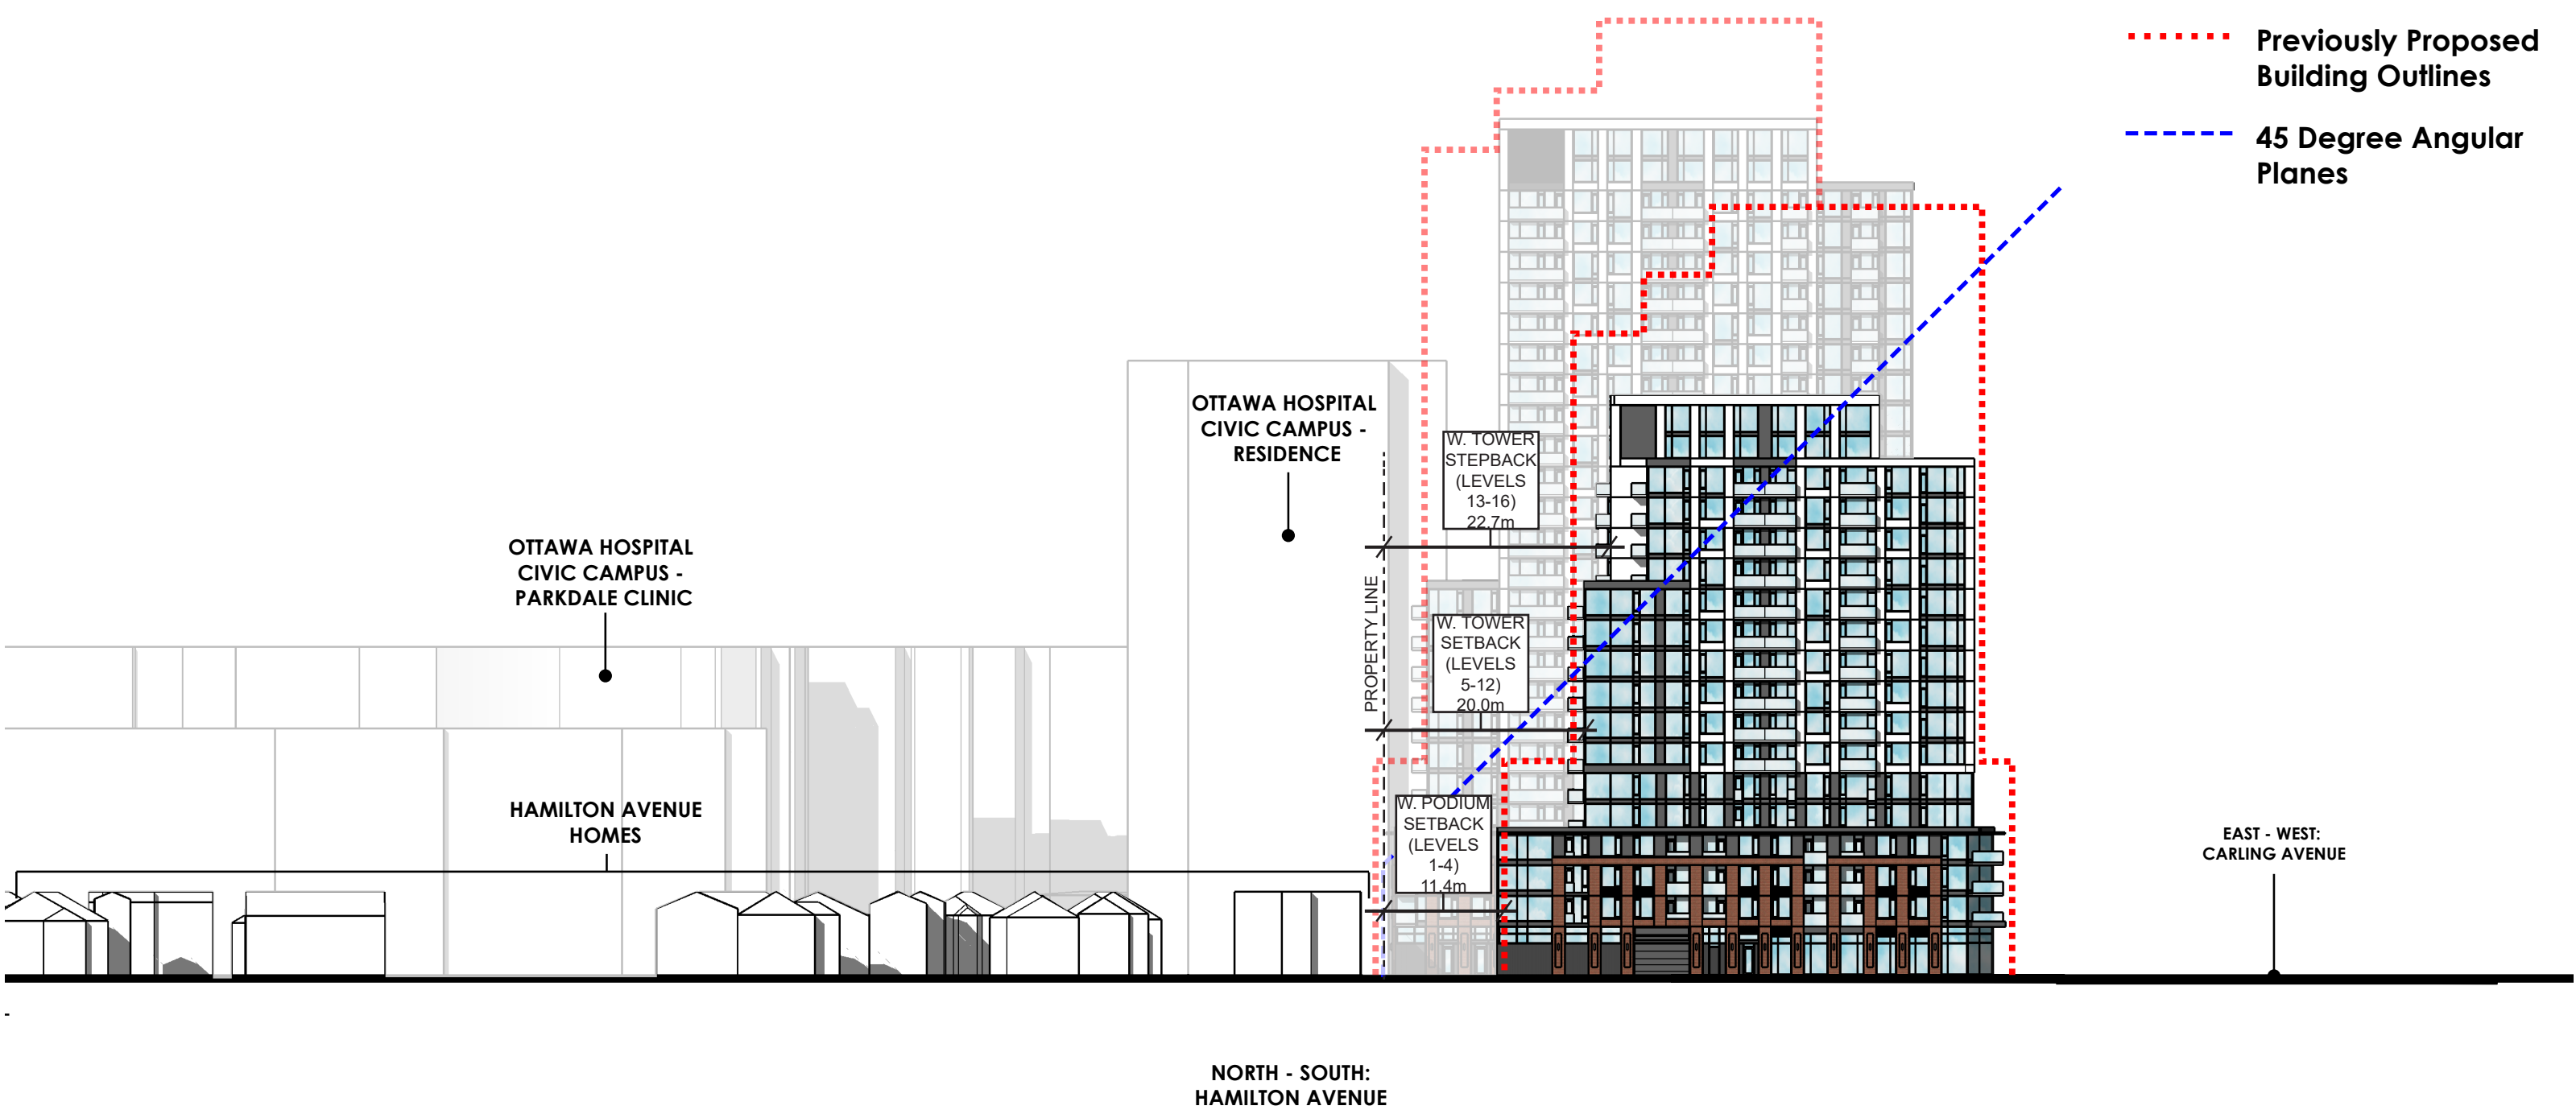 Previously Proposed
Building Outlines
45 Degree Angular
Planes
OTTAWA HOSPITAL
CIVIC CAMPUS -
RESIDENCE
W. TOWER
STEPBACK
(LEVELS
13-16)
22.7m
OTTAWA HOSPITAL
CIVIC CAMPUS -
PARKDALE CLINIC
PROPERTY LINE
W. TOWER
SETBACK
(LEVELS
5-12)
20.0m
HAMILTON AVENUE
HOMES
W. PODIUM
SETBACK
(LEVELS
1-4)
11.4m
EAST - WEST:
CARLING AVENUE
-
NORTH - SOUTH:
HAMILTON AVENUE